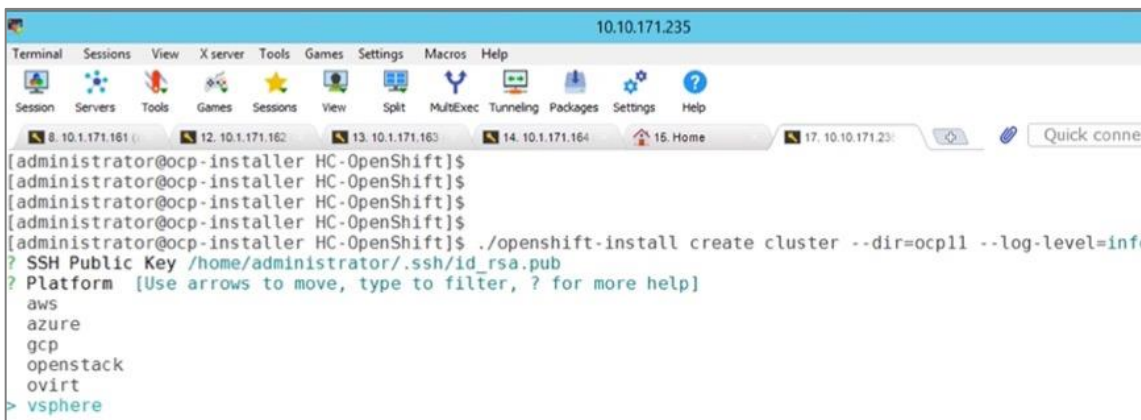 10.10.171.235
Terminal Sessions View X server Tools Games Settings Macros Help
Session Servers Tools Games Sessions View Split MultiExec Tunneling Packages Settings Help
8. 10.1.171.161 12. 10.1.171.162 13. 10.1.171.163 14. 10.1.171.164 15. Home 17. 10.10.171.23 Quick conne
[administrator@ocp-installer HC-OpenShift]$
[administrator@ocp-installer HC-OpenShift]$
[administrator@ocp-installer HC-OpenShift]$
[administrator@ocp-installer HC-OpenShift]$
[administrator@ocp-installer HC-OpenShift]$ ./openshift-install create cluster --dir=ocp11 --log-level=inf
? SSH Public Key /home/administrator/.ssh/id_rsa.pub
? Platform [Use arrows to move, type to filter, ? for more help]
aws
azure
gcp
openstack
ovirt
> vsphere